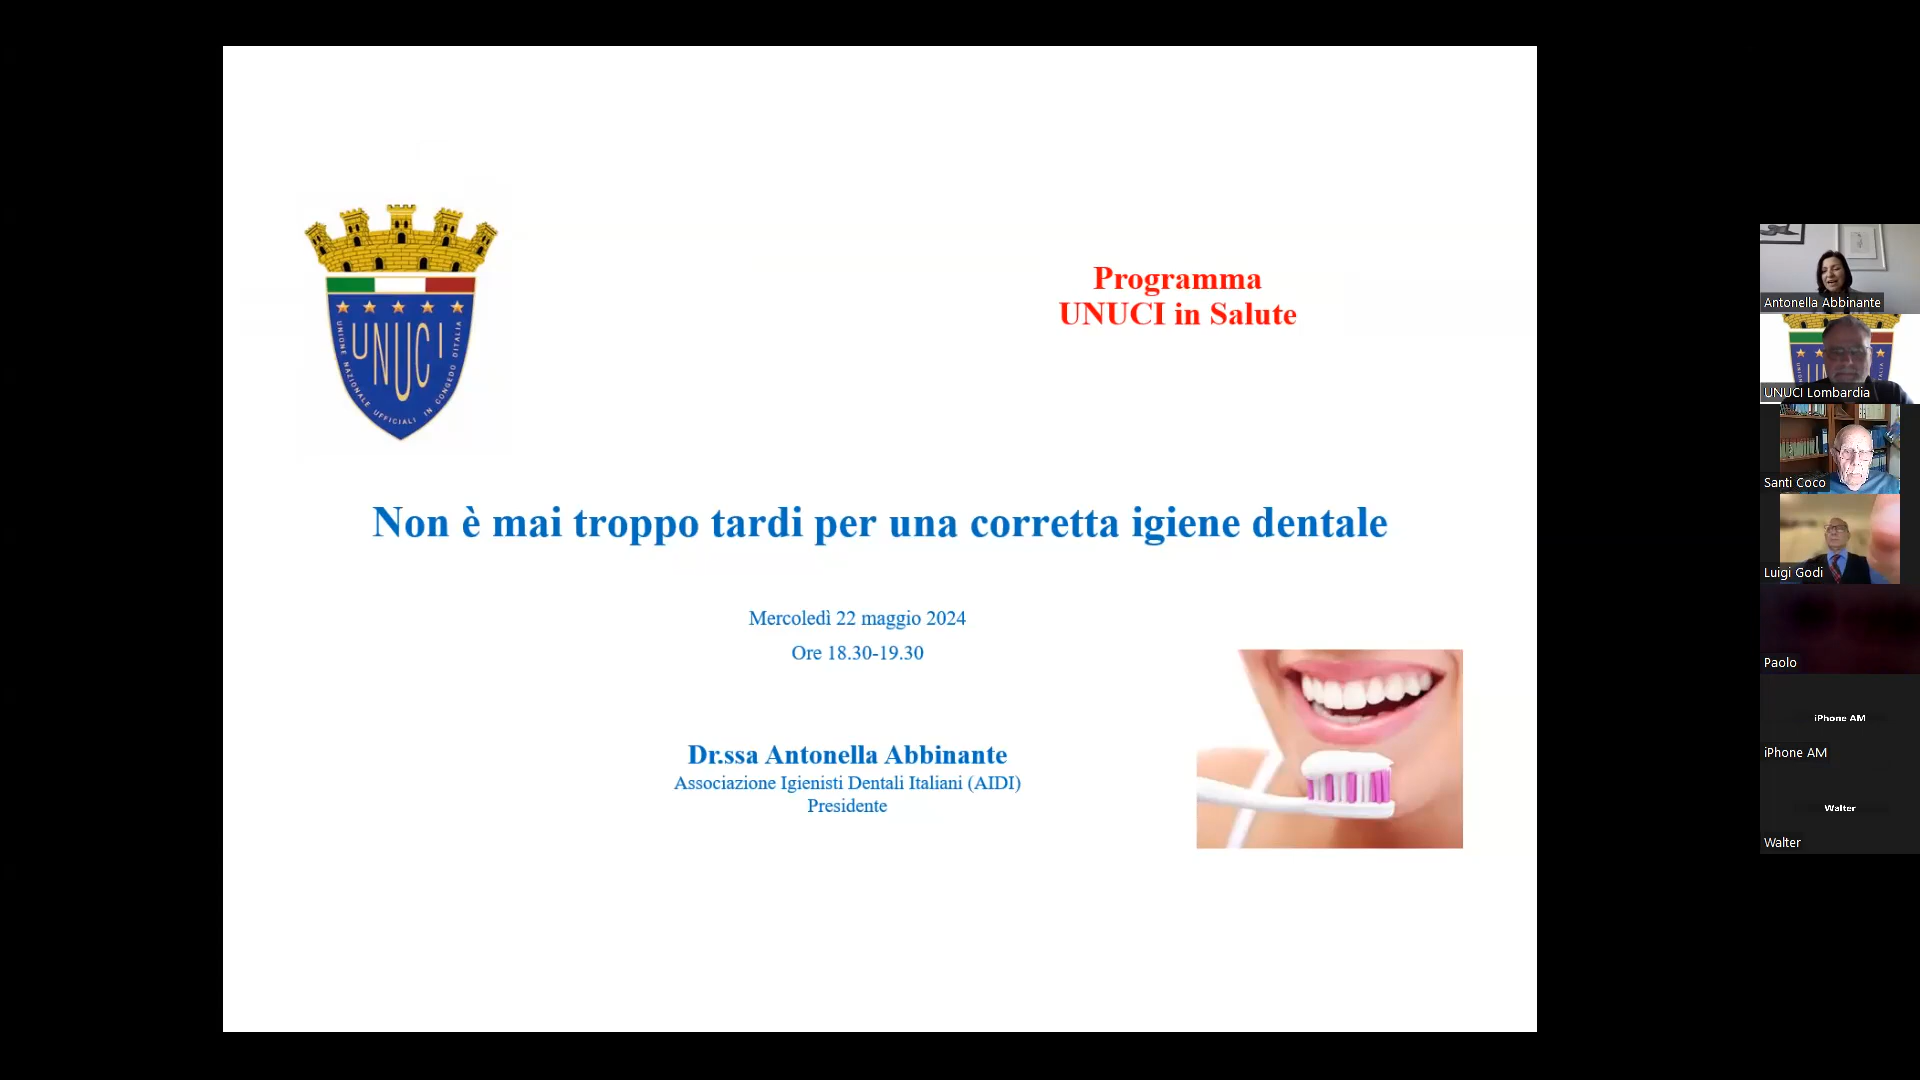 UNUCI
UNIONE NAZIONALE UFFICIALI IN CONGEDO D'ITALIA
Programma
UNUCI in Salute
Non è mai troppo tardi per una corretta igiene dentale
Mercoledì 22 maggio 2024
Ore 18.30-19.30
Dr.ssa Antonella Abbinante
Associazione Igienisti Dentali Italiani (AIDI)
Presidente
Antonella Abbinante
UNUCI Lombardia
Santi Coco
Luigi Godi
Paolo
iPhone AM
iPhone AM
Walter
Walter